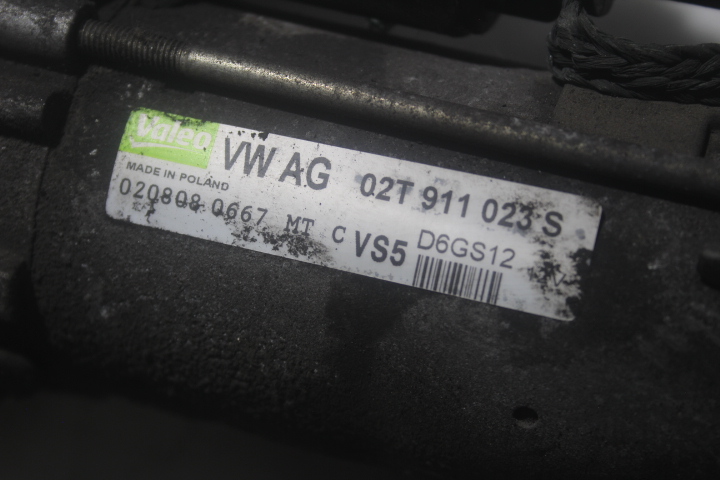 Valeo
VW AG 02T 911 023 S
MADE IN POLAND
020808 0667 MT C VS5 D6GS12